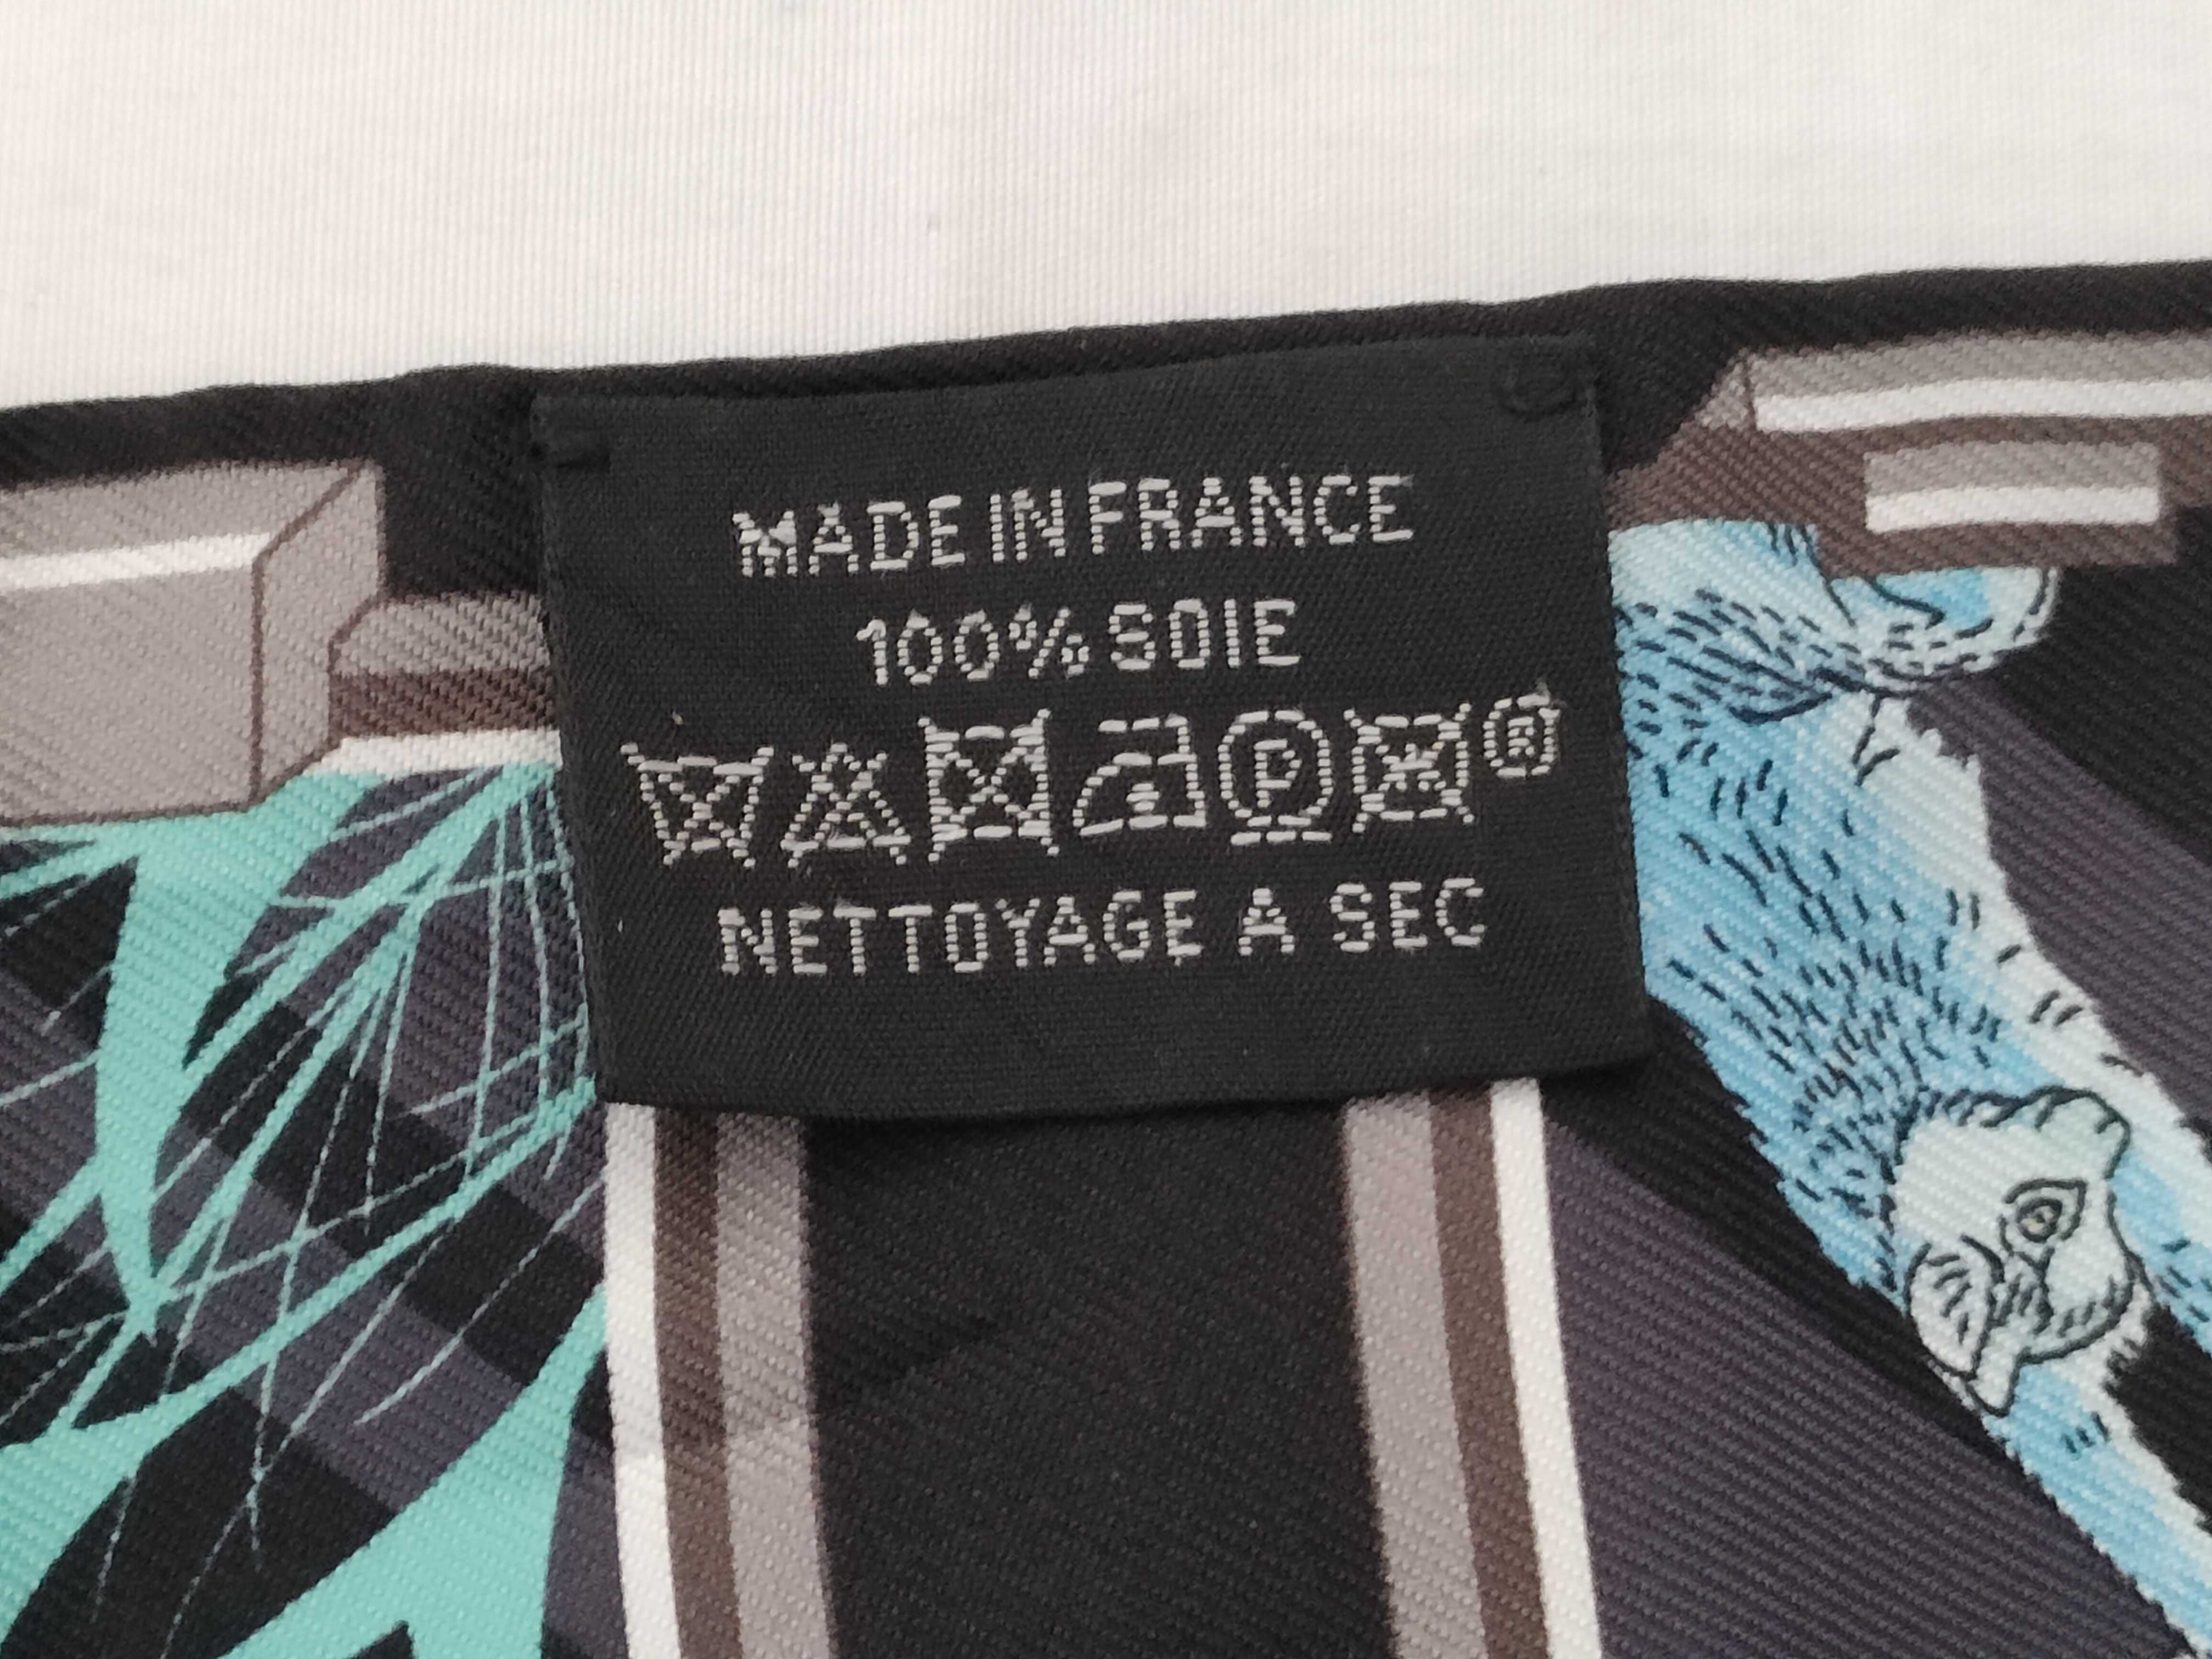 MADE IN FRANCE
100% SOIE
P ®
NETTOYAGE A SEC